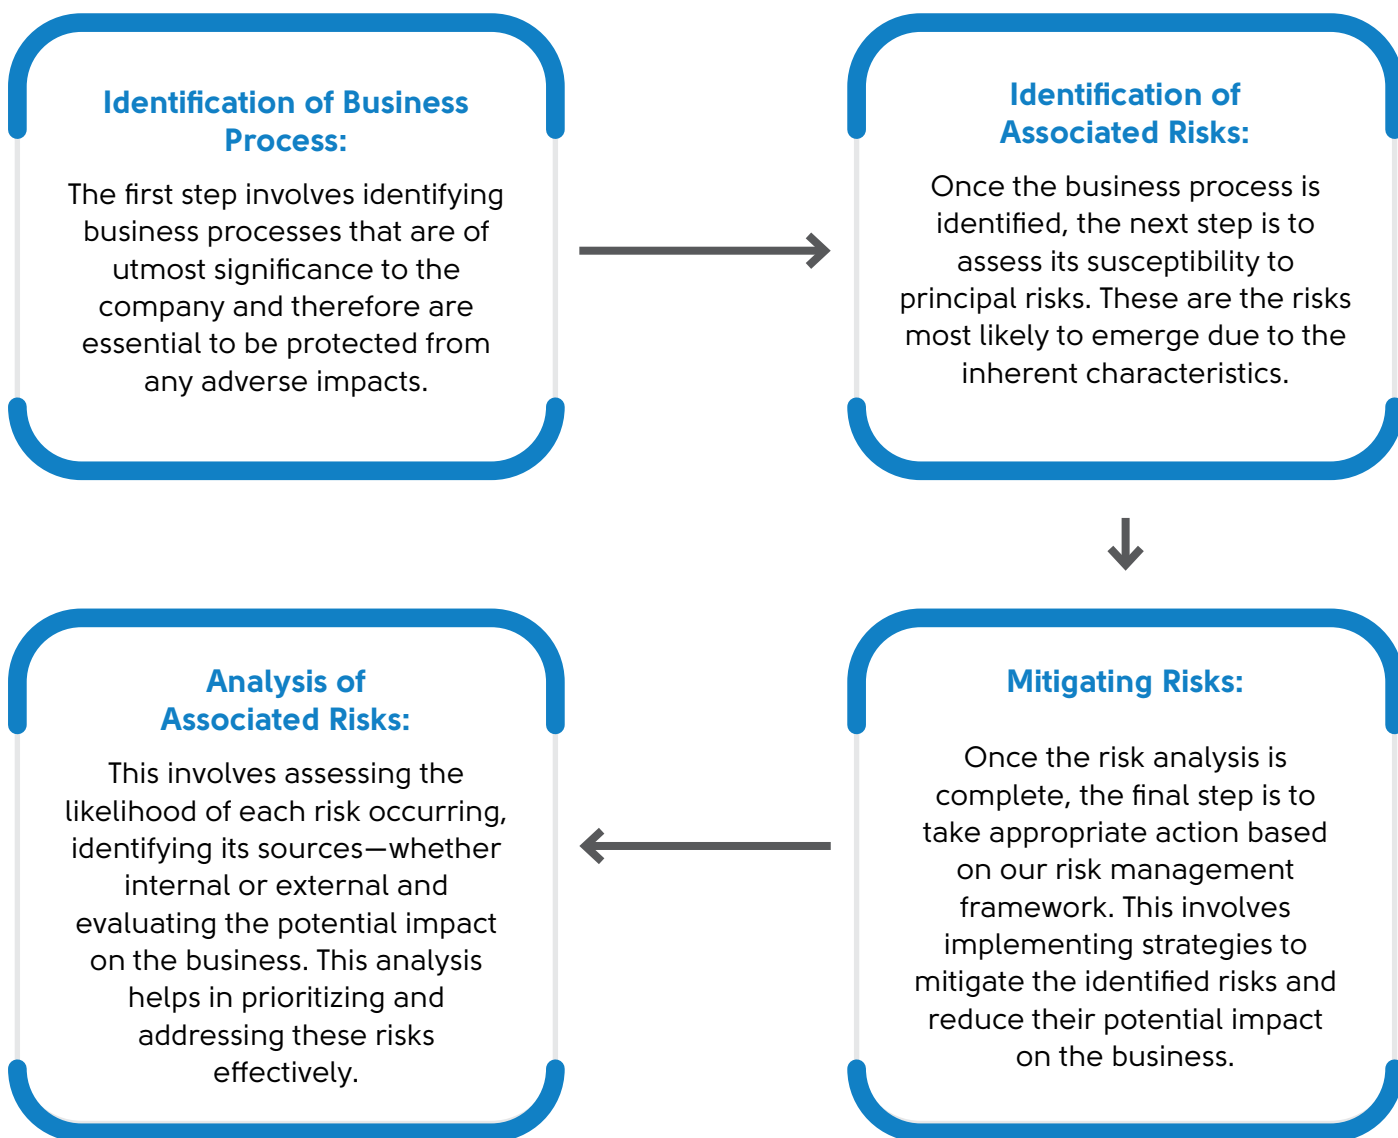 Identification of Business
Process:
The first step involves identifying
business processes that are of
utmost significance to the
company and therefore are
essential to be protected from
any adverse impacts.
Identification of
Associated Risks:
Once the business process is
identified, the next step is to
assess its susceptibility to
principal risks. These are the risks
most likely to emerge due to the
inherent characteristics.
Mitigating Risks:
Once the risk analysis is
complete, the final step is to
take appropriate action based
on our risk management
framework. This involves
implementing strategies to
mitigate the identified risks and
reduce their potential impact
on the business.
Analysis of
Associated Risks:
This involves assessing the
likelihood of each risk occurring,
identifying its sources—whether
internal or external and
evaluating the potential impact
on the business. This analysis
helps in prioritizing and
addressing these risks
effectively.